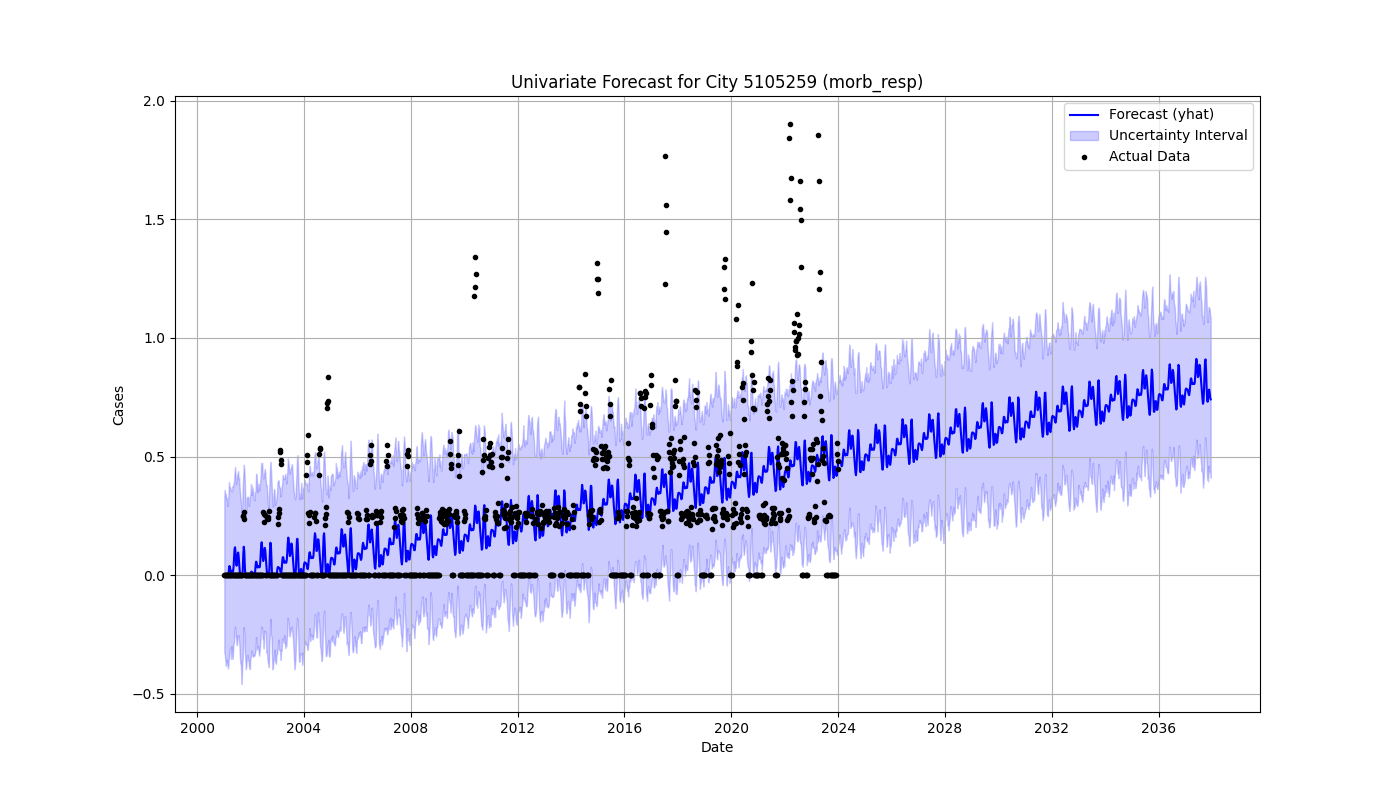 Univariate Forecast for City 5105259 (morb_resp)
Forecast (yhat)
Uncertainty Interval
Actual Data
Cases
2.0
1.5
1.0
0.5
0.0
−0.5
2000 2004 2008 2012 2016 2020 2024 2028 2032 2036
Date